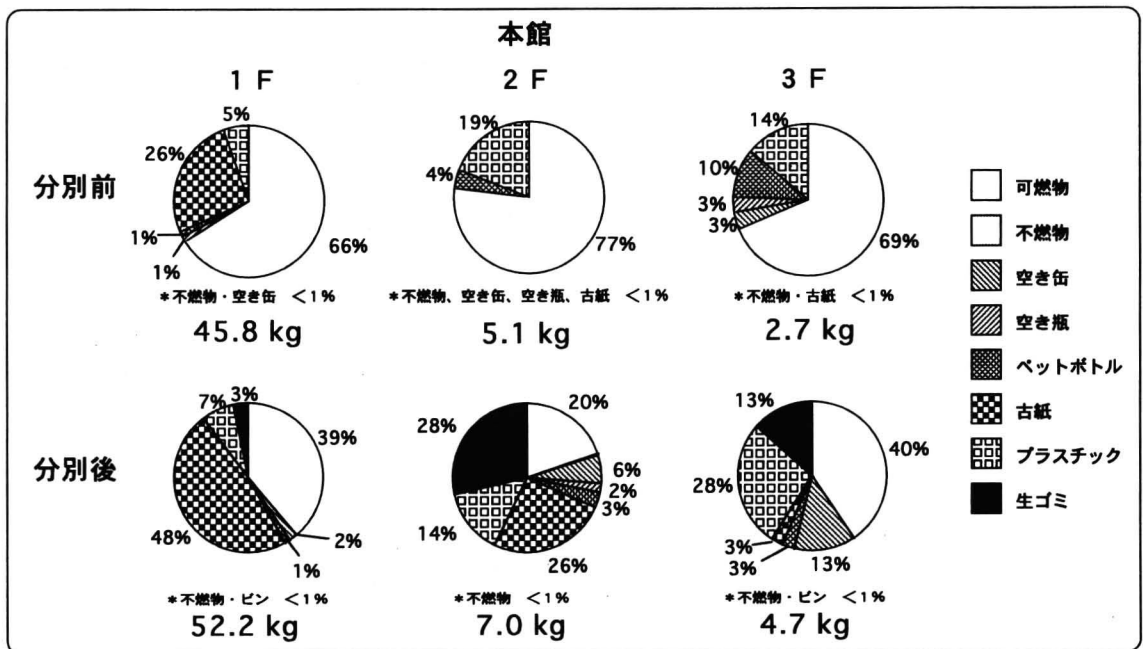 本館
1 F
2 F
3 F
分別前
5%
26%
1%
1%
66%
19%
4%
77%
14%
10%
3%
3%
69%
*不燃物・空き缶 <1%
*不燃物、空き缶、空き瓶、古紙 <1%
*不燃物・古紙 <1%
45.8 kg
5.1 kg
2.7 kg
分別後
3%
7%
39%
48%
1%
2%
28%
20%
6%
2%
3%
14%
26%
13%
40%
28%
3%
3%
13%
*不燃物・ビン <1%
*不燃物 <1%
*不燃物・ビン <1%
52.2 kg
7.0 kg
4.7 kg
可燃物
不燃物
空き缶
空き瓶
ペットボトル
古紙
プラスチック
生ゴミ